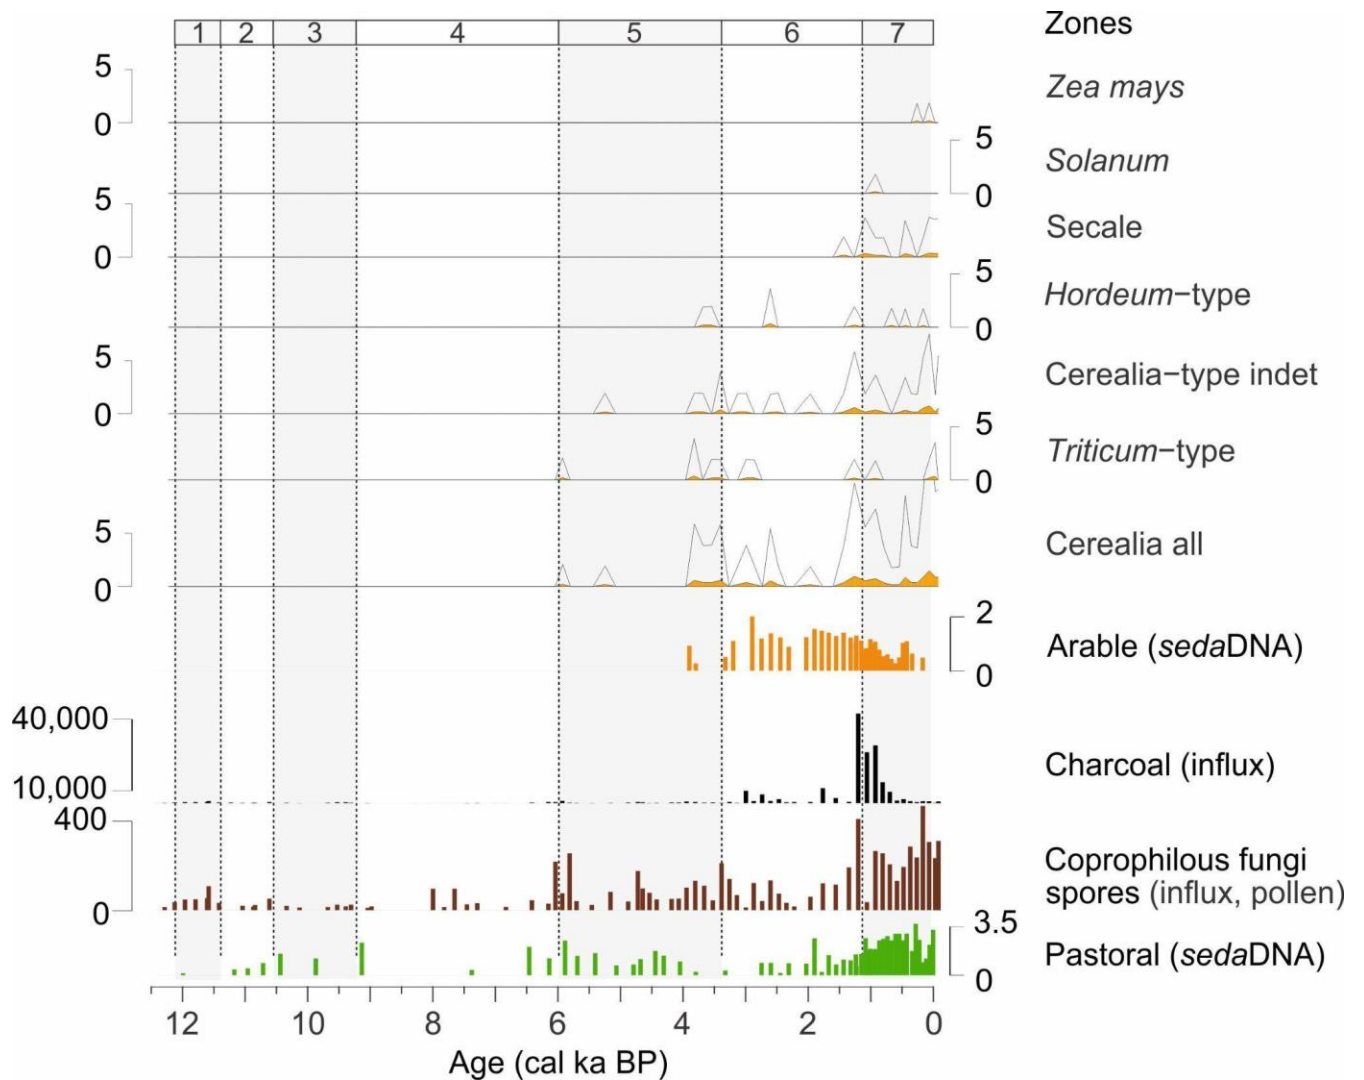 1 2 3 4 5 6 7 Zones
5 Zea mays
0
5
Solanum
0
5
Secale
0
5
Hordeum−type
0
5
Cerealia−type indet
0
5
Triticum−type
0
5
Cerealia all
0
2
Arable (sedaDNA)
0
40,000
Charcoal (influx)
10,000
400
Coprophilous fungi
spores (influx, pollen)
0
3.5
Pastoral (sedaDNA)
0
12 10 8 6 4 2 0
Age (cal ka BP)